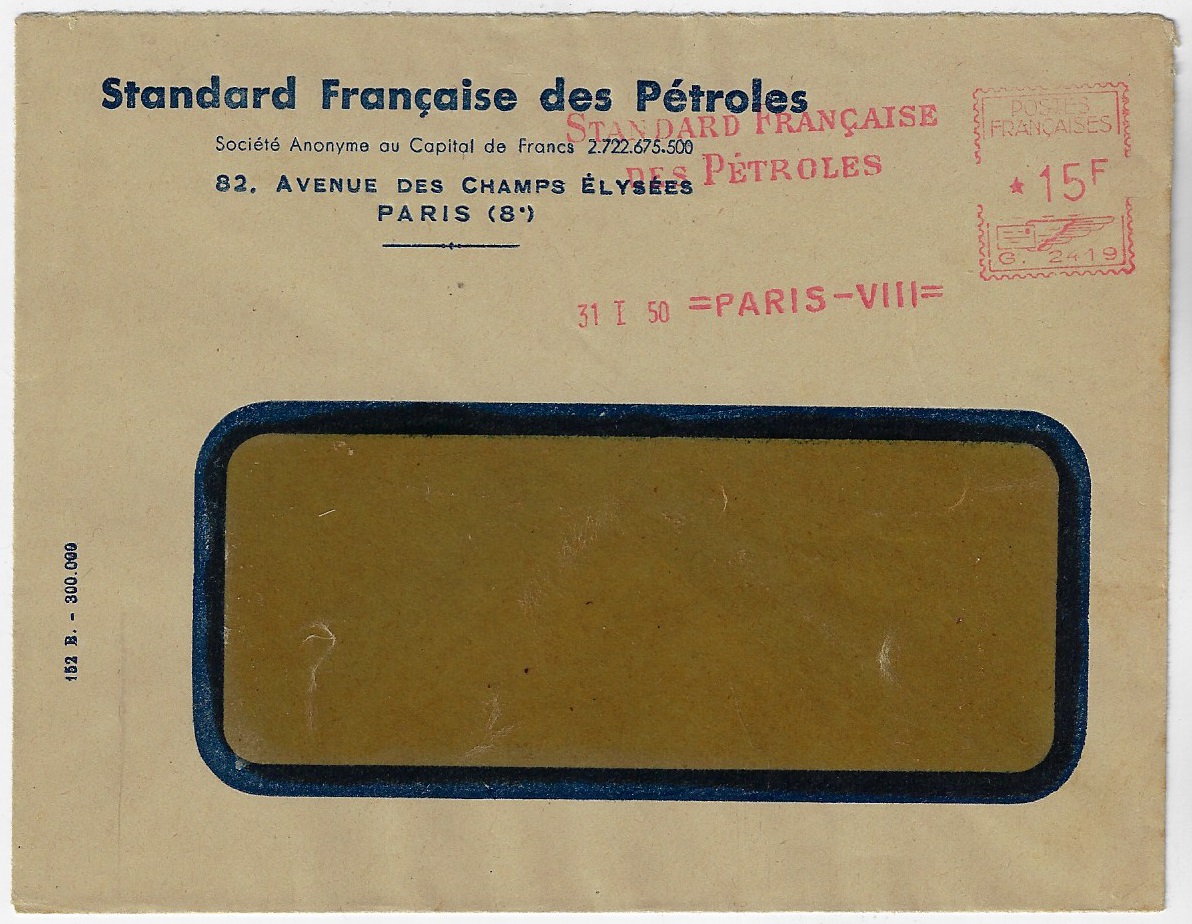 Standard Française des Pétroles
Société Anonyme au Capital de Francs 2.722.675.500
82, AVENUE DES CHAMPS ÉLYSÉES
PARIS (8e)
STANDARD FRANÇAISE
DES PÉTROLES
POSTES
FRANÇAISES
* 15F
G. 2419
31 I 50 =PARIS-VIII=
152 B. - 300.000